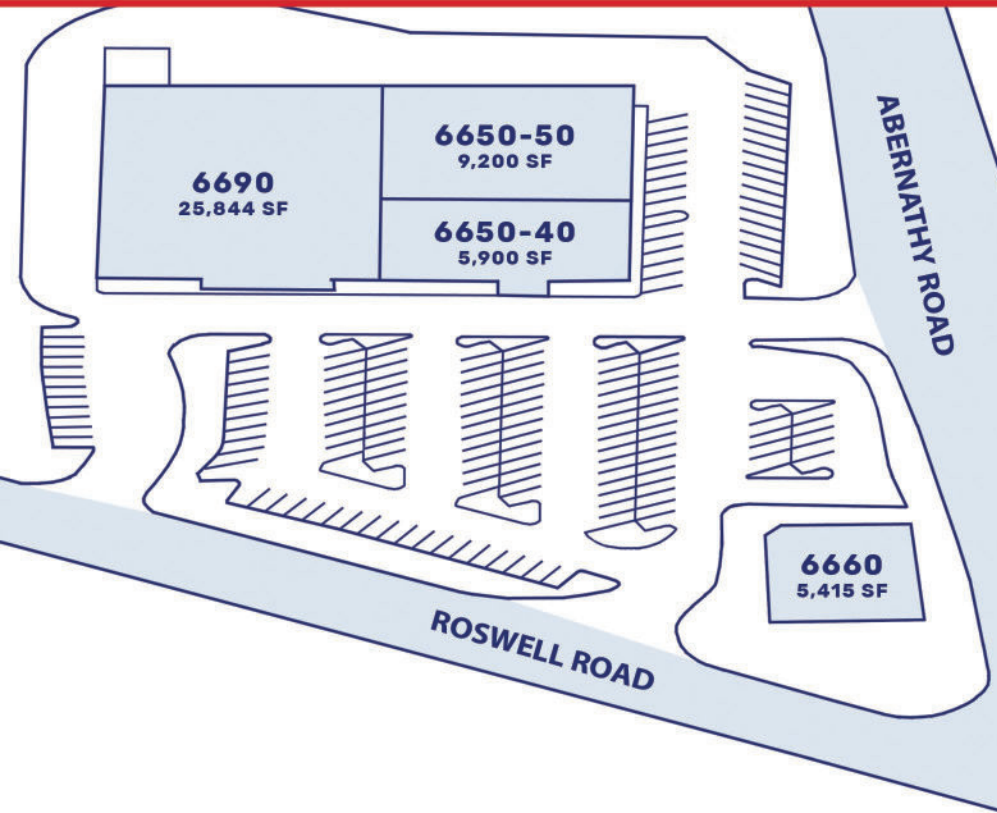 6690
25,844 SF
6650-50
9,200 SF
6650-40
5,900 SF
ABERNATHY ROAD
6660
5,415 SF
ROSWELL ROAD